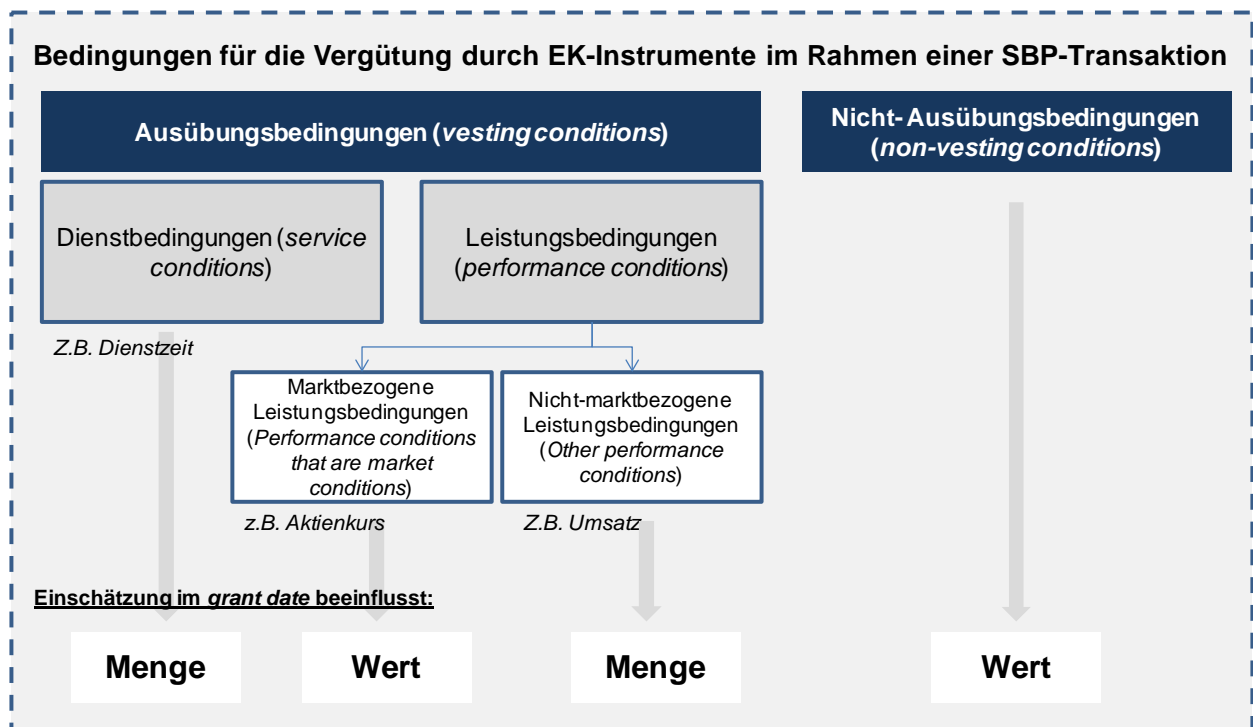 Bedingungen für die Vergütung durch EK-Instrumente im Rahmen einer SBP-Transaktion
Ausübungsbedingungen (vesting conditions)
Nicht- Ausübungsbedingungen
(non-vesting conditions)
Dienstbedingungen (service
conditions)
Leistungsbedingungen
(performance conditions)
Z.B. Dienstzeit
Marktbezogene
Leistungsbedingungen
(Performance conditions
that are market
conditions)
Nicht-marktbezogene
Leistungsbedingungen
(Other performance
conditions)
z.B. Aktienkurs
Z.B. Umsatz
Einschätzung im grant date beeinflusst:
Menge
Wert
Menge
Wert